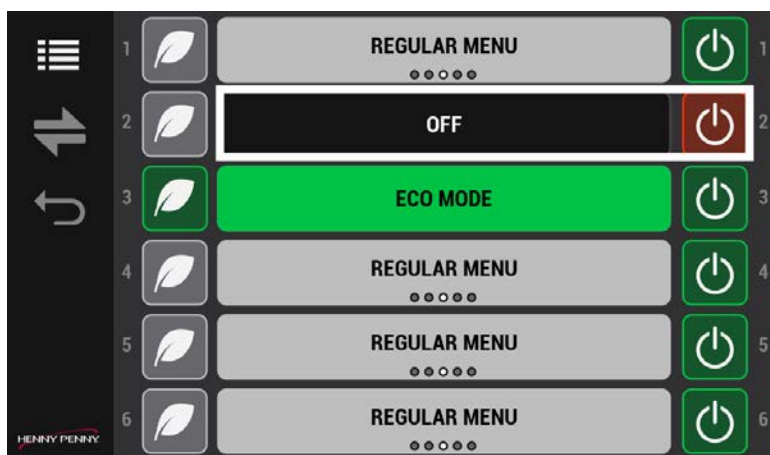 1 REGULAR MENU 1
2 OFF 2
3 ECO MODE 3
4 REGULAR MENU 4
5 REGULAR MENU 5
6 REGULAR MENU 6
HENNY PENNY